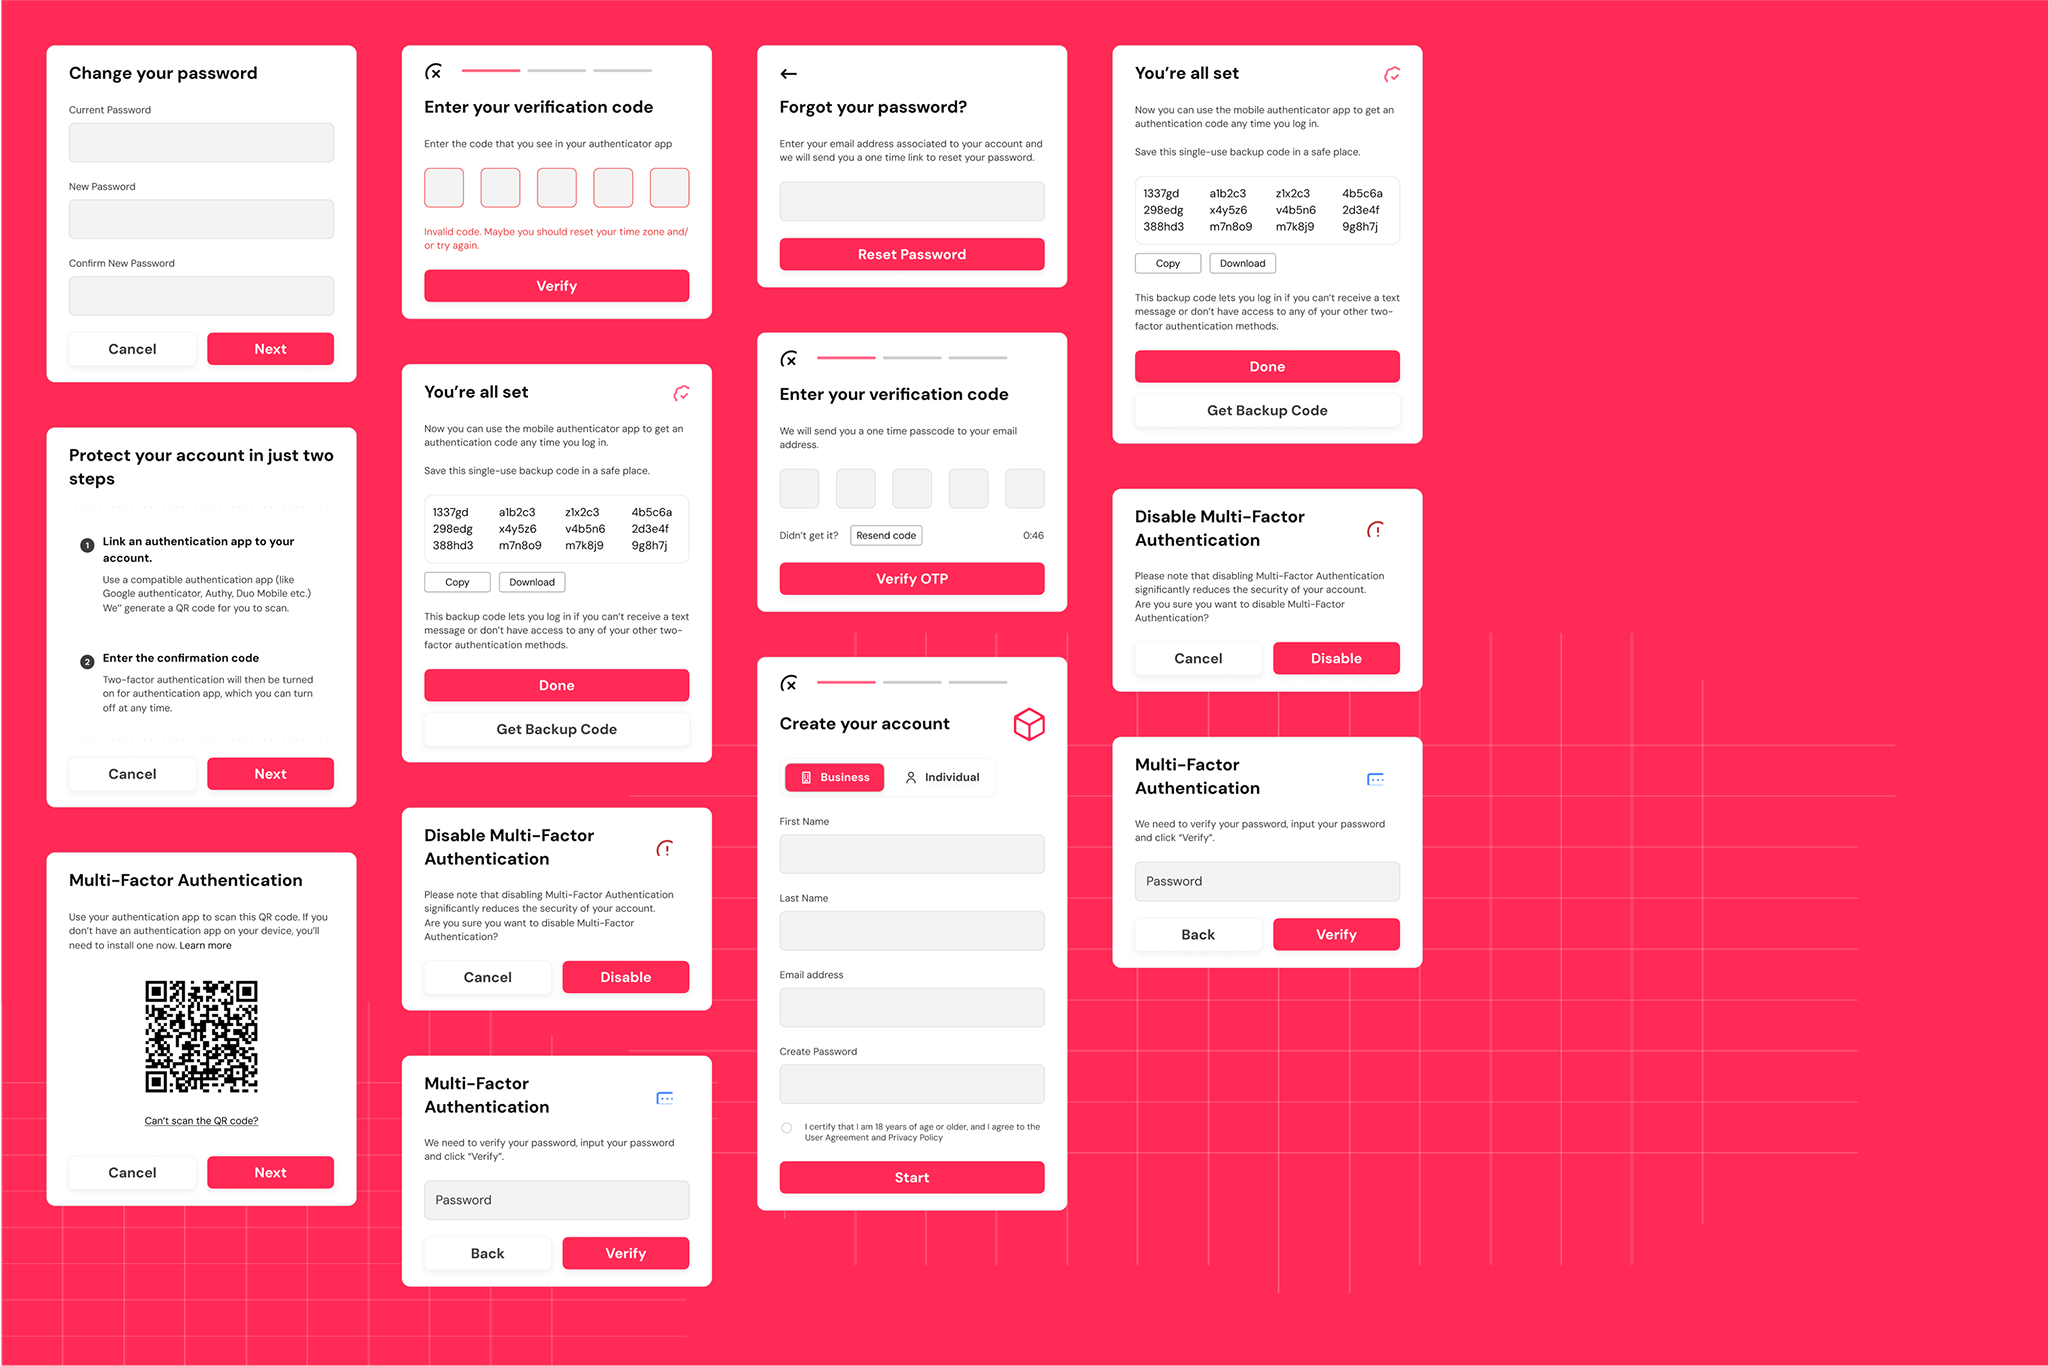 Change your password
Current Password
New Password
Confirm New Password
Cancel
Next
Protect your account in just two
steps
1
Link an authentication app to your
account.
Use a compatible authentication app (like
Google authenticator, Authy, Duo Mobile etc.)
We’’ generate a QR code for you to scan.
2
Enter the confirmation code
Two-factor authentication will then be turned
on for authentication app, which you can turn
off at any time.
Cancel
Next
Multi-Factor Authentication
Use your authentication app to scan this QR code. If you
don’t have an authentication app on your device, you’ll
need to install one now. Learn more
Can’t scan the QR code?
Cancel
Next
Enter your verification code
Enter the code that you see in your authenticator app
Invalid code. Maybe you should reset your time zone and/
or try again.
Verify
You’re all set
Now you can use the mobile authenticator app to get an
authentication code any time you log in.
Save this single-use backup code in a safe place.
1337gd a1b2c3 z1x2c3 4b5c6a
298edg x4y5z6 v4b5n6 2d3e4f
388hd3 m7n8o9 m7k8j9 9g8h7j
Copy
Download
This backup code lets you log in if you can’t receive a text
message or don’t have access to any of your other two-
factor authentication methods.
Done
Get Backup Code
Disable Multi-Factor
Authentication
Please note that disabling Multi-Factor Authentication
significantly reduces the security of your account.
Are you sure you want to disable Multi-Factor
Authentication?
Cancel
Disable
Multi-Factor
Authentication
We need to verify your password, input your password
and click “Verify”.
Password
Back
Verify
Forgot your password?
Enter your email address associated to your account and
we will send you a one time link to reset your password.
Reset Password
Enter your verification code
We will send you a one time passcode to your email
address.
Didn’t get it?
Resend code
0:46
Verify OTP
Create your account
Business
Individual
First Name
Last Name
Email address
Create Password
I certify that I am 18 years of age or older, and I agree to the
User Agreement and Privacy Policy
Start
You’re all set
Now you can use the mobile authenticator app to get an
authentication code any time you log in.
Save this single-use backup code in a safe place.
1337gd a1b2c3 z1x2c3 4b5c6a
298edg x4y5z6 v4b5n6 2d3e4f
388hd3 m7n8o9 m7k8j9 9g8h7j
Copy
Download
This backup code lets you log in if you can’t receive a text
message or don’t have access to any of your other two-
factor authentication methods.
Done
Get Backup Code
Disable Multi-Factor
Authentication
Please note that disabling Multi-Factor Authentication
significantly reduces the security of your account.
Are you sure you want to disable Multi-Factor
Authentication?
Cancel
Disable
Multi-Factor
Authentication
We need to verify your password, input your password
and click “Verify”.
Password
Back
Verify